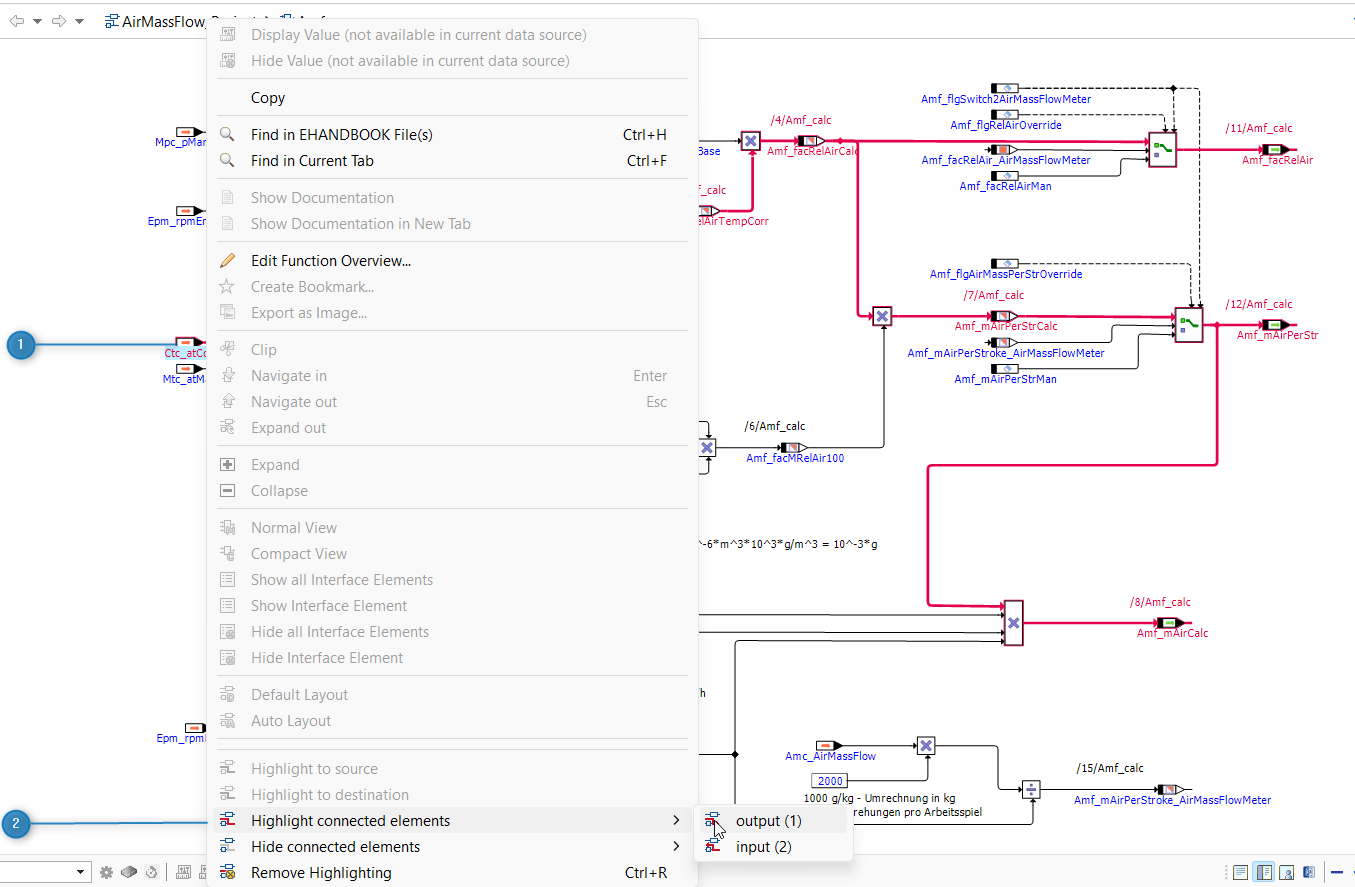 AirMassFlow_
Display Value (not available in current data source)
Hide Value (not available in current data source)
Copy
Find in EHANDBOOK File(s) Ctrl+H
Find in Current Tab Ctrl+F
Show Documentation
Show Documentation in New Tab
Edit Function Overview...
Create Bookmark...
Export as Image...
Clip
Navigate in Enter
Navigate out Esc
Expand out
Expand
Collapse
Normal View
Compact View
Show all Interface Elements
Show Interface Element
Hide all Interface Elements
Hide Interface Element
Default Layout
Auto Layout
Highlight to source
Highlight to destination
Highlight connected elements
Hide connected elements
Remove Highlighting Ctrl+R
output (1)
input (2)
1
2
Mpc_pMar
Epm_rpmEr
Ctc_atCo
Mtc_atMa
Epm_rpm
Base
/4/Amf_calc
Amf_facRelAirCalc
f_calc
elAirTempCorr
Amf_flgSwitch2AirMassFlowMeter
Amf_flgRelAirOverride
Amf_facRelAir_AirMassFlowMeter
Amf_facRelAirMan
/11/Amf_calc
Amf_facRelAir
Amf_flgAirMassPerStrOverride
/7/Amf_calc
Amf_mAirPerStrCalc
Amf_mAirPerStroke_AirMassFlowMeter
Amf_mAirPerStrMan
/12/Amf_calc
Amf_mAirPerStr
/6/Amf_calc
Amf_facMRelAir100
^-6*m^3*10^3*g/m^3 = 10^-3*g
/8/Amf_calc
Amf_mAirCalc
h
Amc_AirMassFlow
2000
1000 g/kg - Umrechnung in kg
rehungen pro Arbeitsspiel
/15/Amf_calc
Amf_mAirPerStroke_AirMassFlowMeter